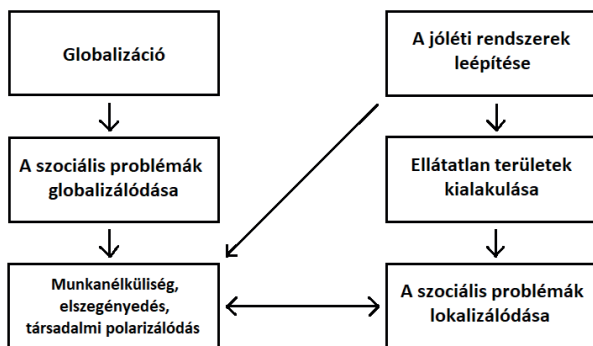 Globalizáció
A szociális problémák
globalizálódása
Munkanélküliség,
elszegényedés,
társadalmi polarizálódás
A jóléti rendszerek
leépítése
Ellátatlan területek
kialakulása
A szociális problémák
lokalizálódása